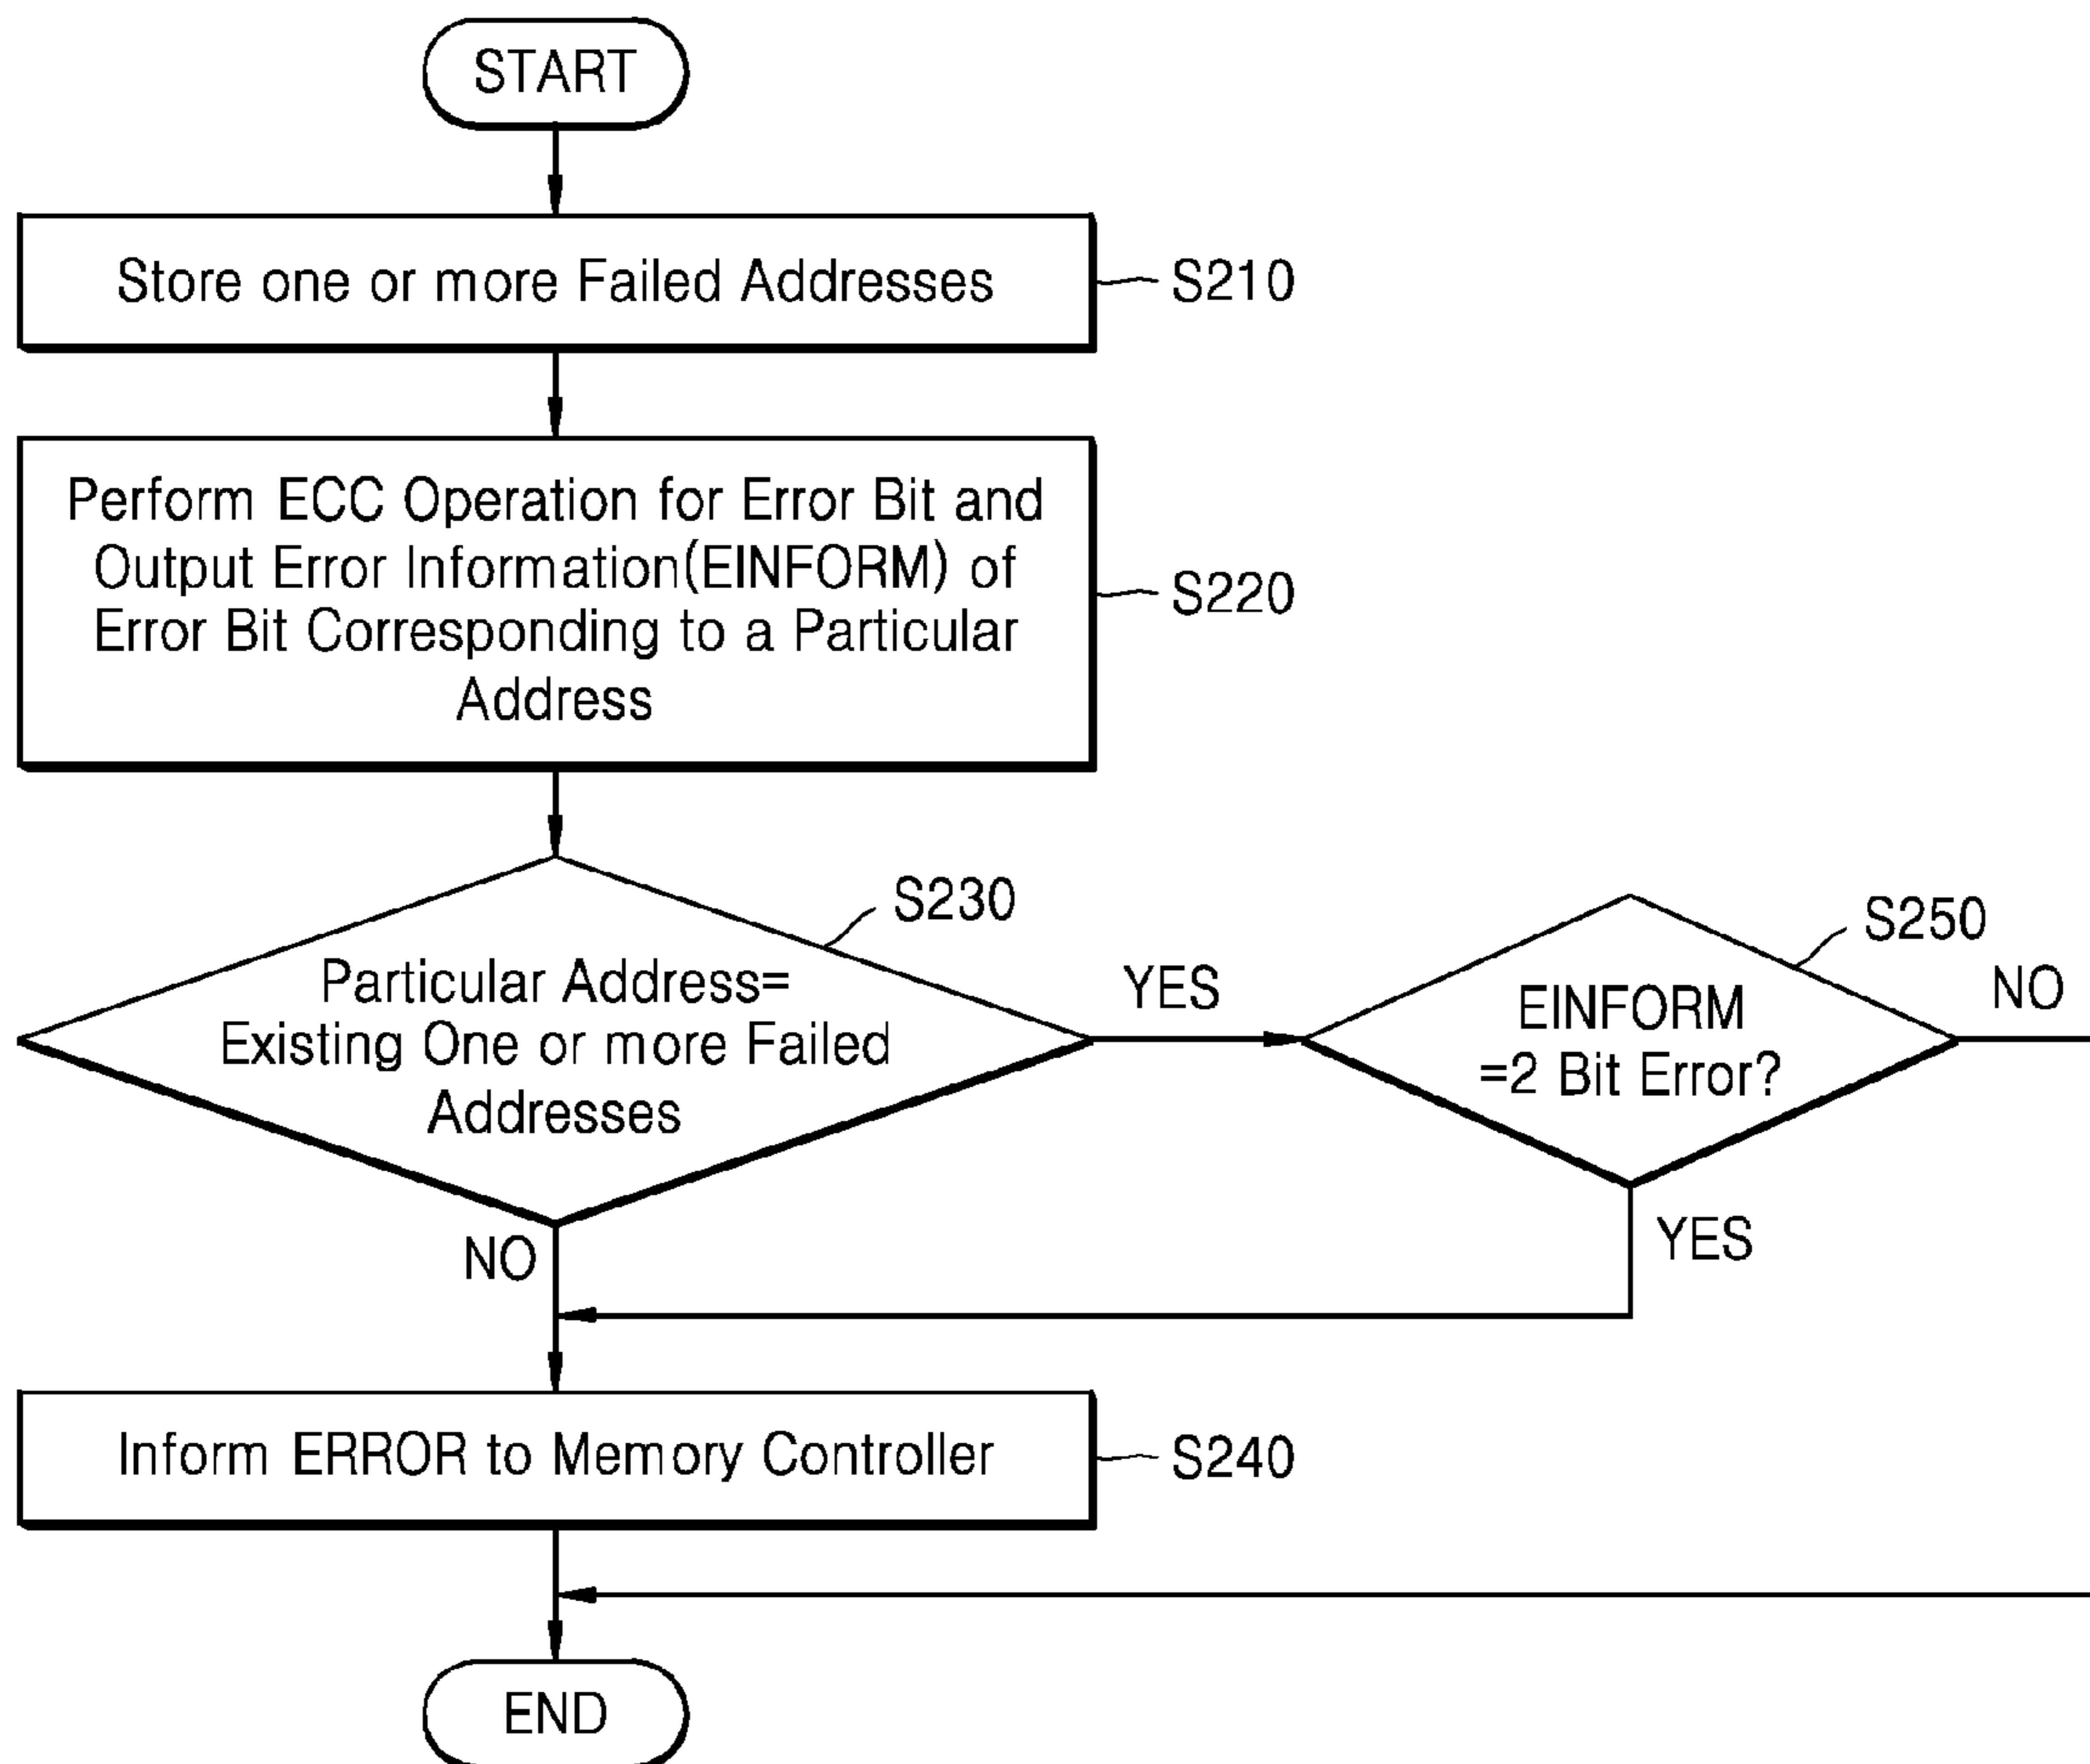 START
Store one or more Failed Addresses
S210
Perform ECC Operation for Error Bit and
Output Error Information(EINFORM) of
Error Bit Corresponding to a Particular
Address
S220
S230
Particular Address=
Existing One or more Failed
Addresses
YES
S250
EINFORM
=2 Bit Error?
NO
YES
NO
Inform ERROR to Memory Controller
S240
END